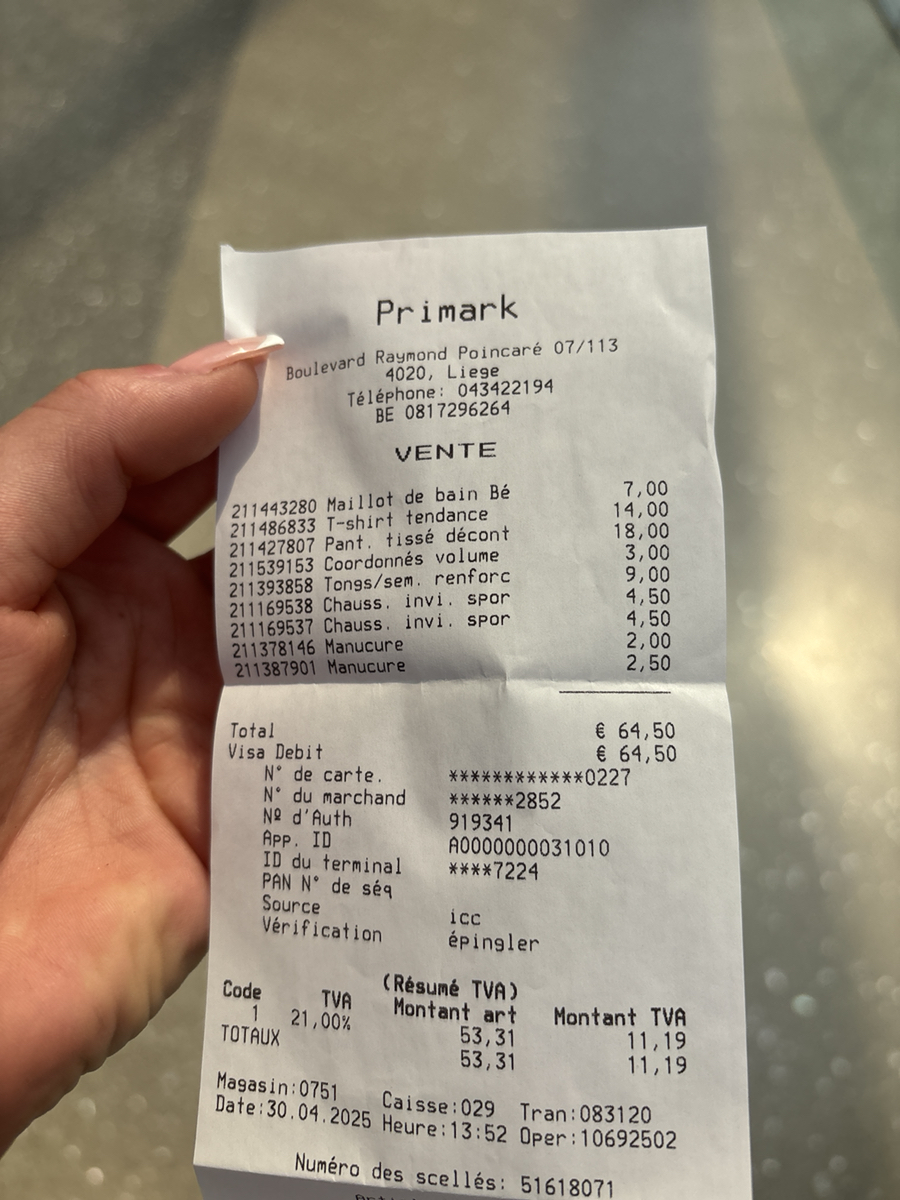 Primark
Boulevard Raymond Poincaré 07/113
4020, Liege
Téléphone: 043422194
BE 0817296264
VENTE
211443280 Maillot de bain Bé 7,00
211486833 T-shirt tendance 14,00
211427807 Pant. tissé décont 18,00
211539153 Coordonnés volume 3,00
211393858 Tongs/sem. renforc 9,00
211169538 Chauss. invi. spor 4,50
211169537 Chauss. invi. spor 4,50
211378146 Manucure 2,00
211387901 Manucure 2,50
Total € 64,50
Visa Debit € 64,50
N° de carte. ************0227
N° du marchand ******2852
Nº d'Auth 919341
App. ID A0000000031010
ID du terminal ****7224
PAN N° de séq
Source icc
Vérification épingler
(Résumé TVA)
Code TVA Montant art Montant TVA
1 21,00% 53,31 11,19
TOTAUX 53,31 11,19
Magasin:0751 Caisse:029 Tran:083120
Date:30.04.2025 Heure:13:52 Oper:10692502
Numéro des scellés: 51618071